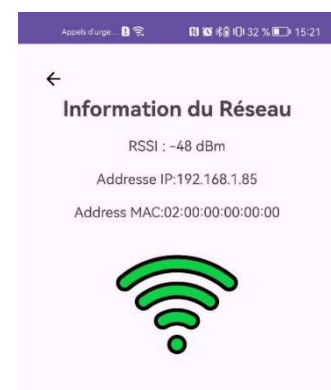 Appels d'urge... 32 % 15:21
Information du Réseau
RSSI : -48 dBm
Addresse IP:192.168.1.85
Address MAC:02:00:00:00:00:00